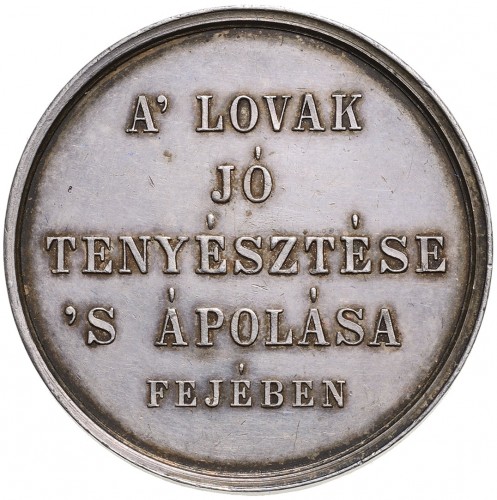 A' LOVAK
JÓ
TENYÉSZTÉSE
'S ÁPOLÁSA
FEJÉBEN